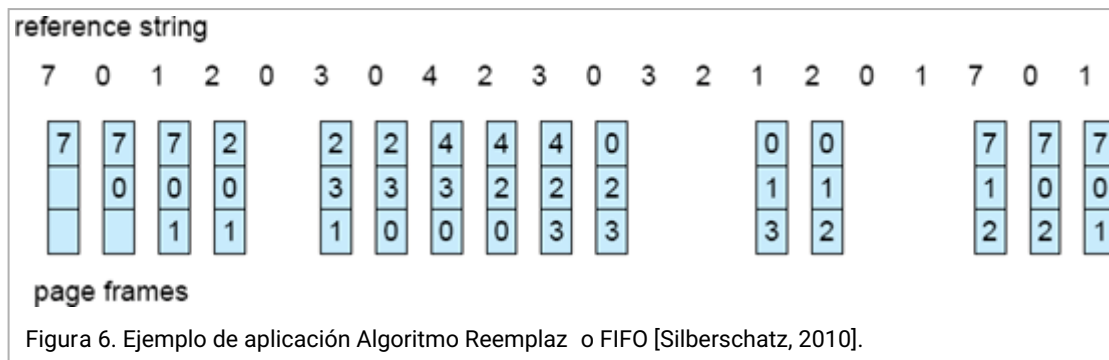 reference string
7 0 1 2 0 3 0 4 2 3 0 3 2 1 2 0 1 7 0 1
7 7 7 2 2 2 4 4 4 0 0 0 7 7 7
0 0 0 3 3 3 2 2 2 1 1 1 0 0
1 1 1 0 0 0 3 3 3 2 2 2 1
page frames
Figura 6. Ejemplo de aplicación Algoritmo Reemplaz o FIFO [Silberschatz, 2010].